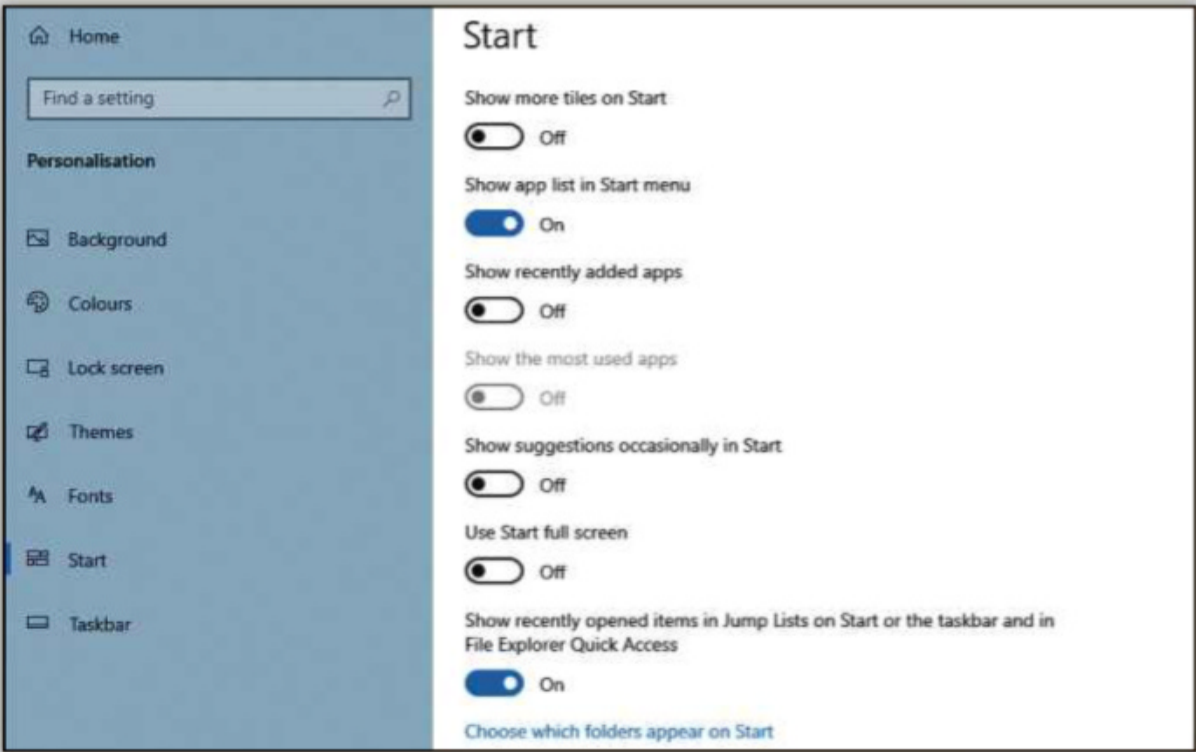 Home
Find a setting
Personalisation
Background
Colours
Lock screen
Themes
Fonts
Start
Taskbar
Start
Show more tiles on Start
Off
Show app list in Start menu
On
Show recently added apps
Off
Show the most used apps
Off
Show suggestions occasionally in Start
Off
Use Start full screen
Off
Show recently opened items in Jump Lists on Start or the taskbar and in
File Explorer Quick Access
On
Choose which folders appear on Start